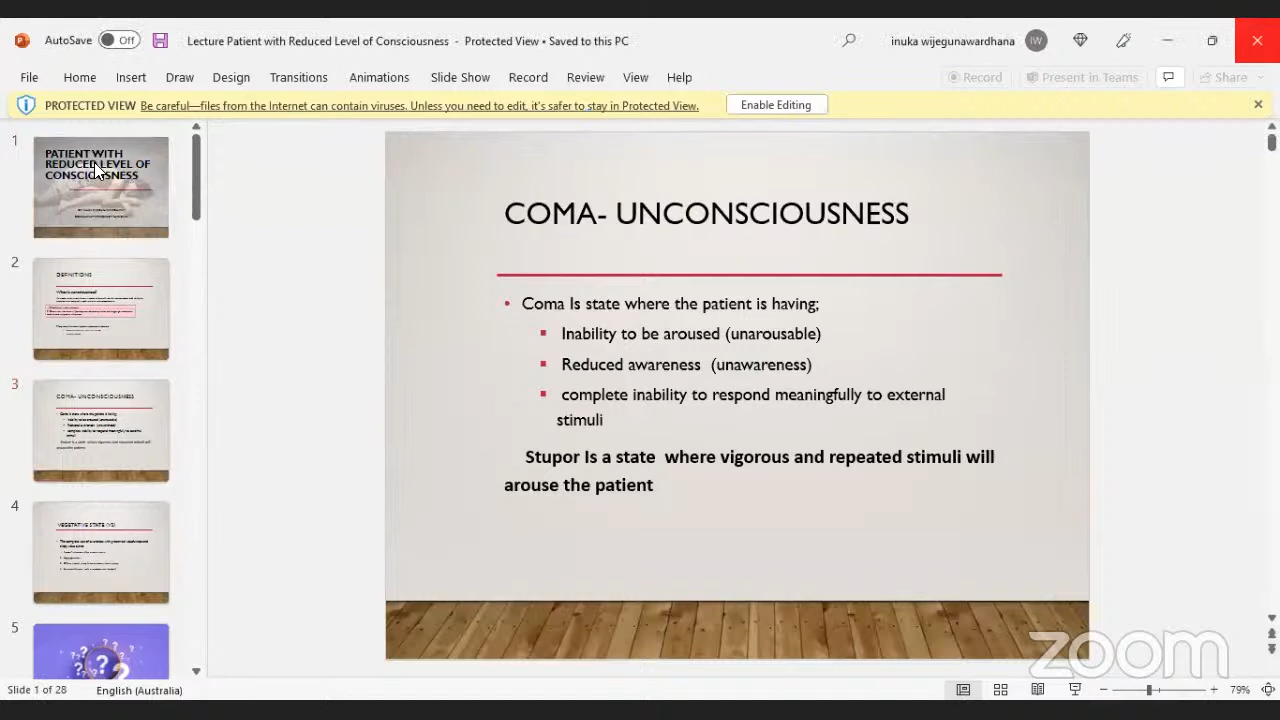 AutoSave Off Lecture Patient with Reduced Level of Consciousness - Protected View • Saved to this PC inuka wijegunawardhana IW
File Home Insert Draw Design Transitions Animations Slide Show Record Review View Help Record Present in Teams Share
PROTECTED VIEW Be careful—files from the Internet can contain viruses. Unless you need to edit, it's safer to stay in Protected View. Enable Editing
1
PATIENT WITH
REDUCED LEVEL OF
CONSCIOUSNESS
2
DEFINITIONS
3
COMA- UNCONSCIOUSNESS
4
VEGETATIVE STATE (VS)
5
COMA- UNCONSCIOUSNESS
• Coma Is state where the patient is having;
▪ Inability to be aroused (unarousable)
▪ Reduced awareness (unawareness)
▪ complete inability to respond meaningfully to external
stimuli
Stupor Is a state where vigorous and repeated stimuli will
arouse the patient
zoom
Slide 1 of 28 English (Australia) 79%